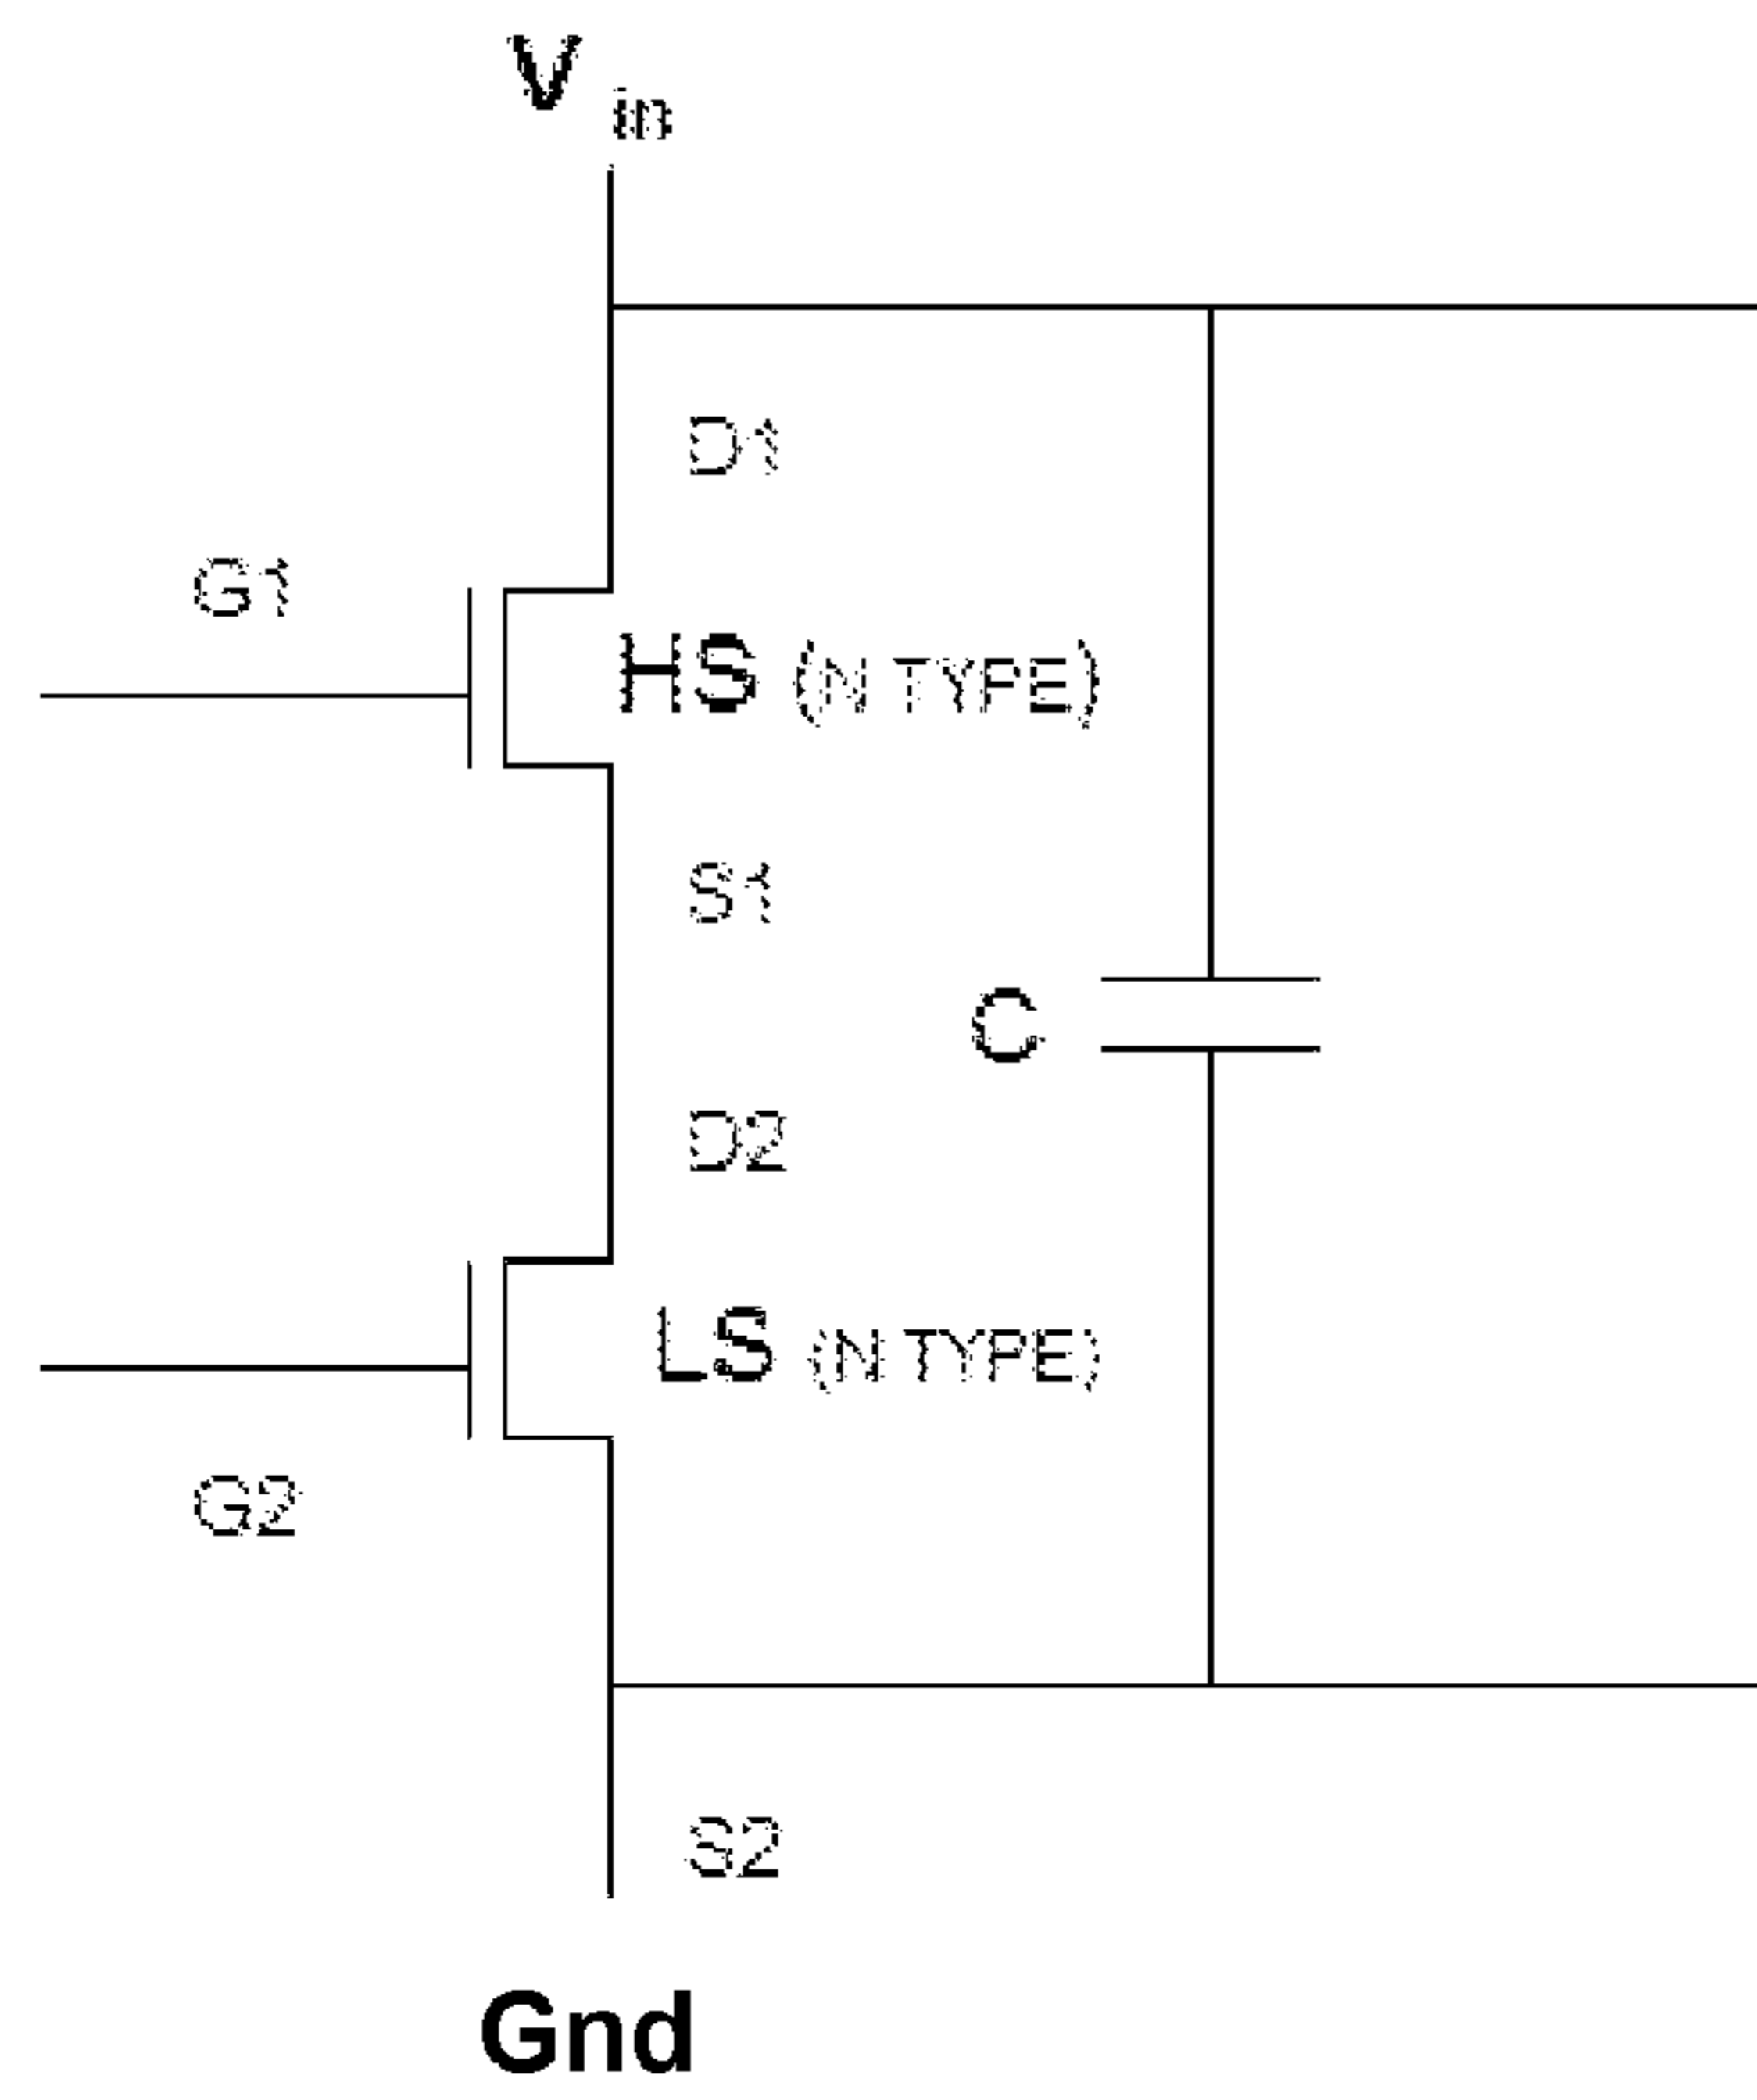 Vin
D1
G1
HS (N TYPE)
S1
C
D2
LS (N TYPE)
G2
S2
Gnd